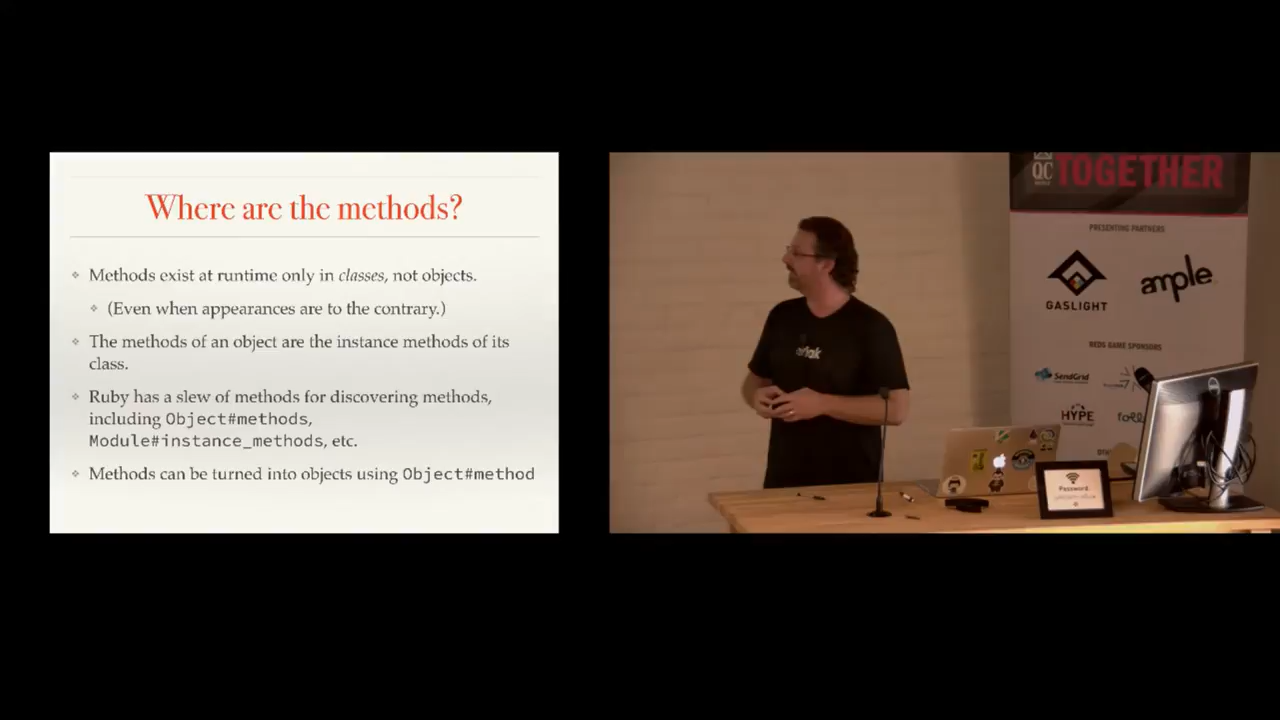 Where are the methods?
Methods exist at runtime only in classes, not objects.
(Even when appearances are to the contrary.)
The methods of an object are the instance methods of its
class.
Ruby has a slew of methods for discovering methods,
including Object#methods,
Module#instance_methods, etc.
Methods can be turned into objects using Object#method
QC
TOGETHER
PRESENTING PARTNERS
GASLIGHT
ample
GAME SPONSORS
SendGrid
HYPE
Password: